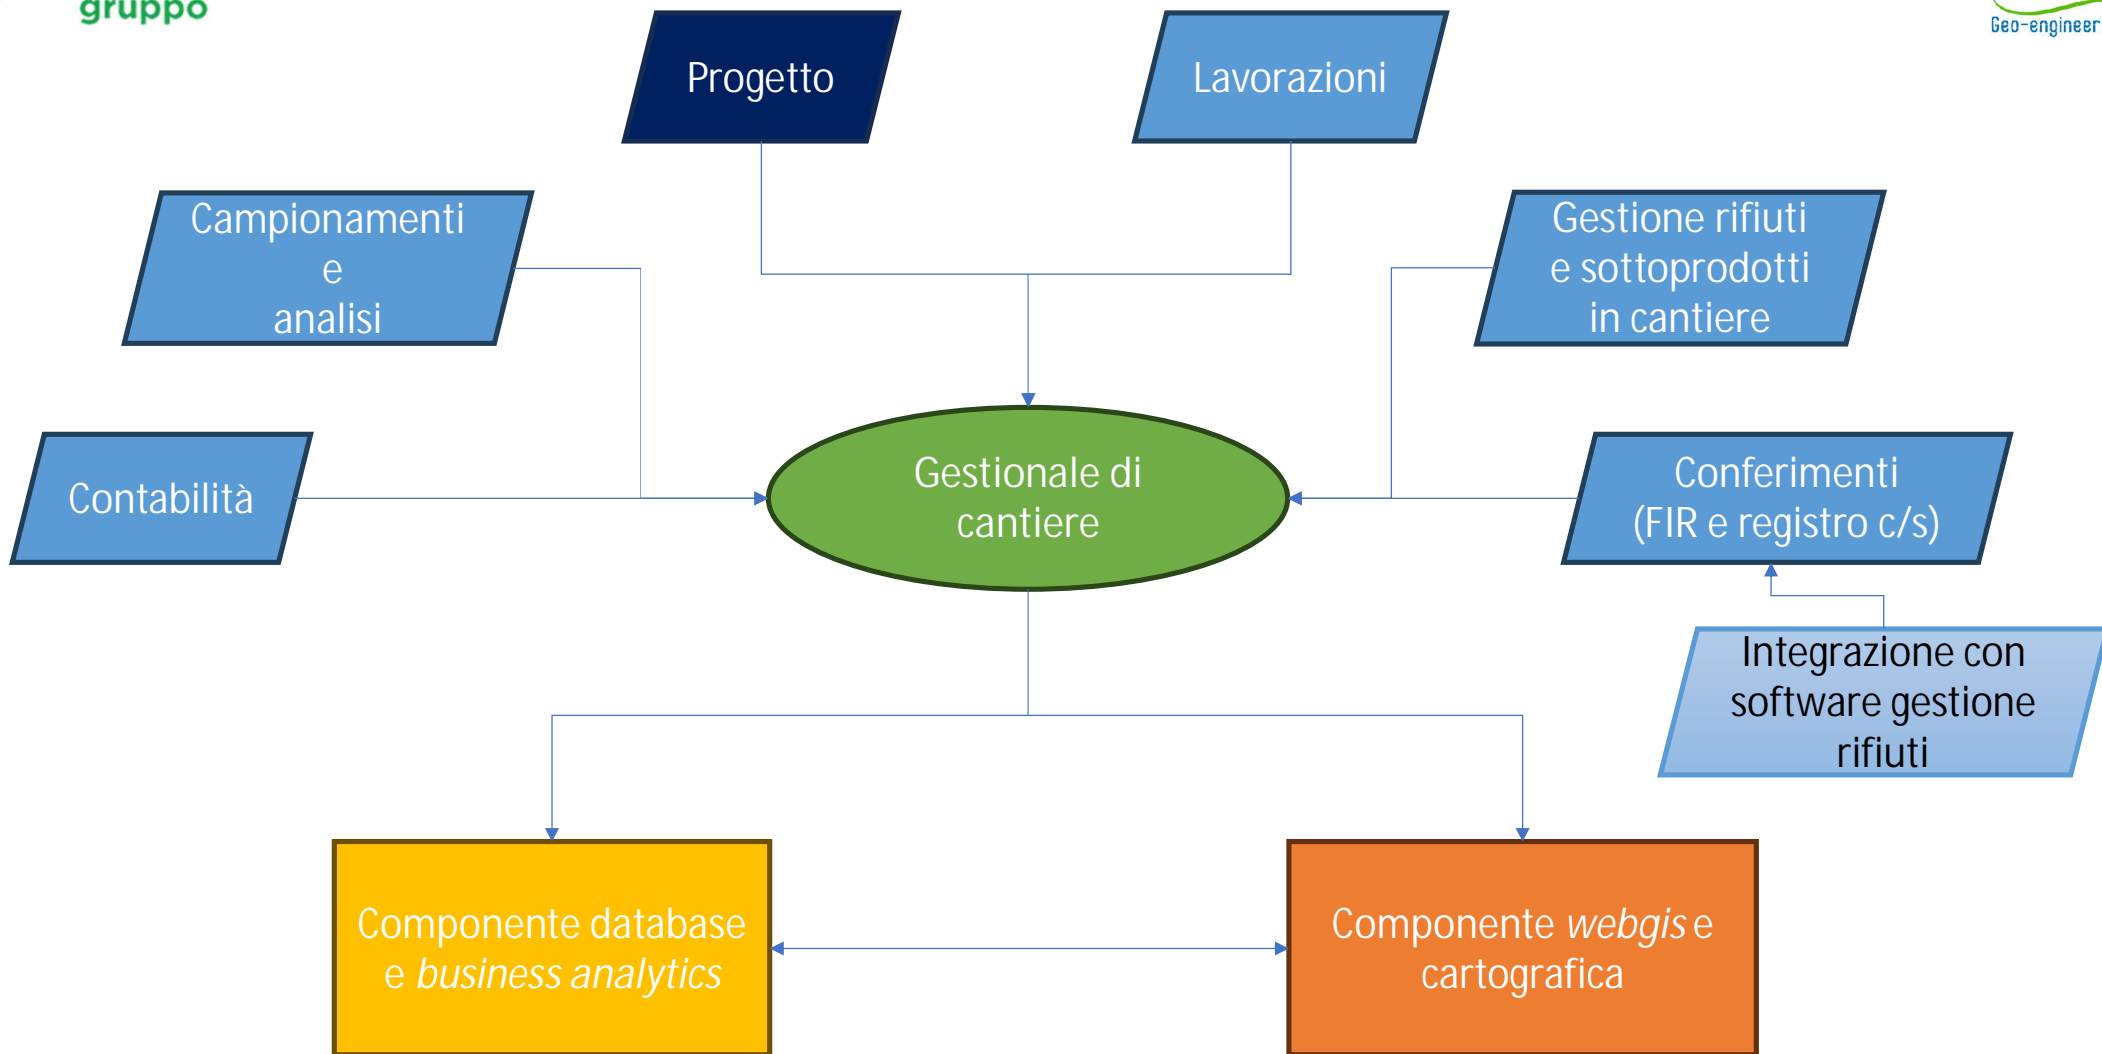 gruppo
Geo-engineer
Progetto
Lavorazioni
Campionamenti
e
analisi
Gestione rifiuti
e sottoprodotti
in cantiere
Contabilità
Gestionale di
cantiere
Conferimenti
(FIR e registro c/s)
Integrazione con
software gestione
rifiuti
Componente database
e business analytics
Componente webgis e
cartografica